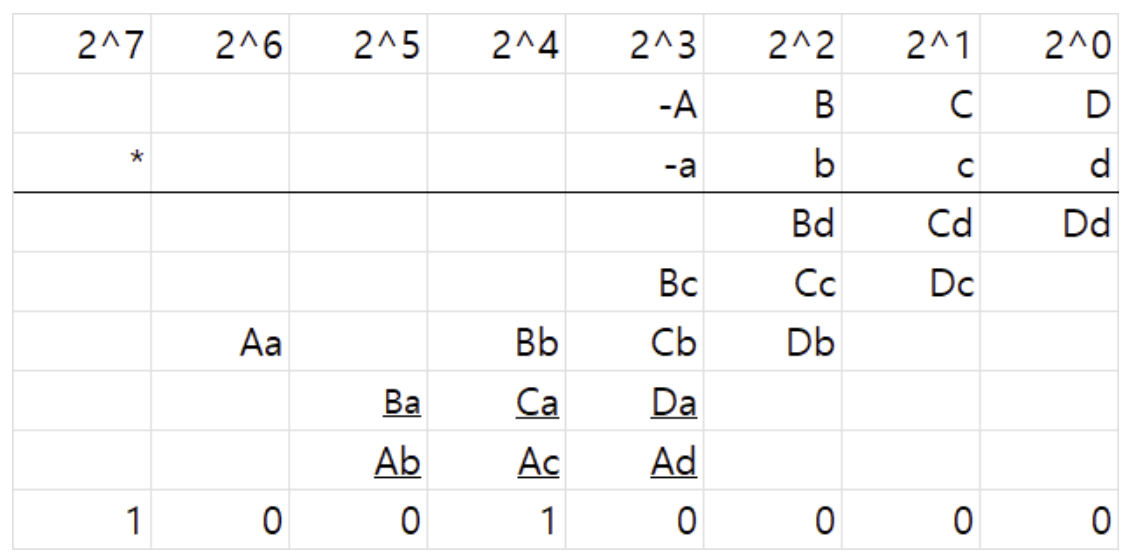 2^7 2^6 2^5 2^4 2^3 2^2 2^1 2^0
-A B C D
* -a b c d
Bd Cd Dd
Bc Cc Dc
Aa Bb Cb Db
Ba Ca Da
Ab Ac Ad
1 0 0 1 0 0 0 0